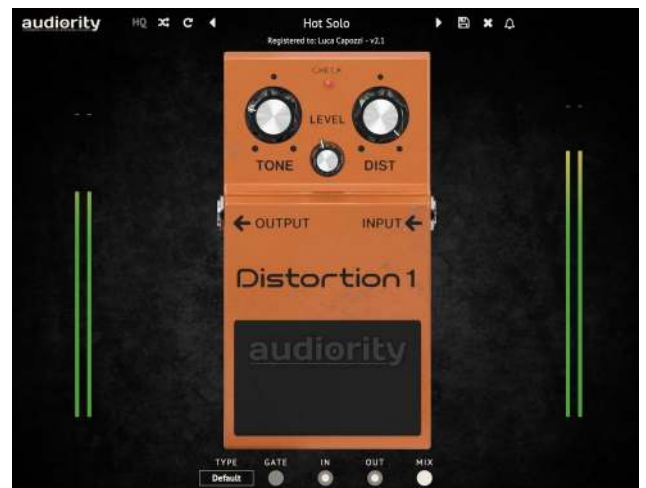 audiority HQ Hot Solo
Registered to: Luca Capozzi - v2.1
CHECK
LEVEL
TONE DIST
OUTPUT INPUT
Distortion 1
audiority
TYPE GATE IN OUT MIX
Default